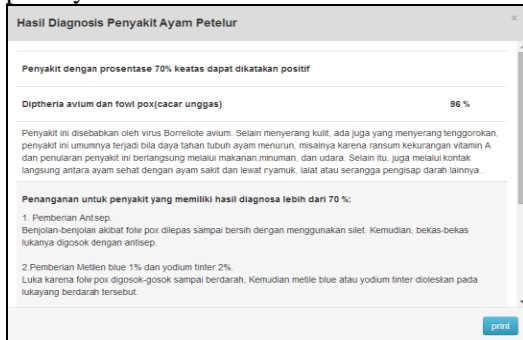 Hasil Diagnosis Penyakit Ayam Petelur
×
Penyakit dengan prosentase 70% keatas dapat dikatakan positif
Diptheria avium dan fowl pox(cacar unggas) 96 %
Penyakit ini disebabkan oleh virus Borreliote avium. Selain menyerang kulit, ada juga yang menyerang tenggorokan,
penyakit ini umumnya terjadi bila daya tahan tubuh ayam menurun, misalnya karena ransum kekurangan vitamin A
dan penularan penyakit ini berlangsung melalui makanan,minuman, dan udara. Selain itu, juga melalui kontak
langsung antara ayam sehat dengan ayam sakit dan lewat nyamuk, lalat atau serangga pengisap darah lainnya..
Penanganan untuk penyakit yang memiliki hasil diagnosa lebih dari 70 %:
1. Pemberian Antsep.
Benjolan-benjolan akibat folw pox dilepas sampai bersih dengan menggunakan silet. Kemudian, bekas-bekas
lukanya digosok dengan antisep.
2.Pemberian Metilen blue 1% dan yodium tinter 2%.
Luka karena folw pox digosok-gosok sampai berdarah, Kemudian metile blue atau yodium tinter dioleskan pada
lukayang berdarah tersebut.
print